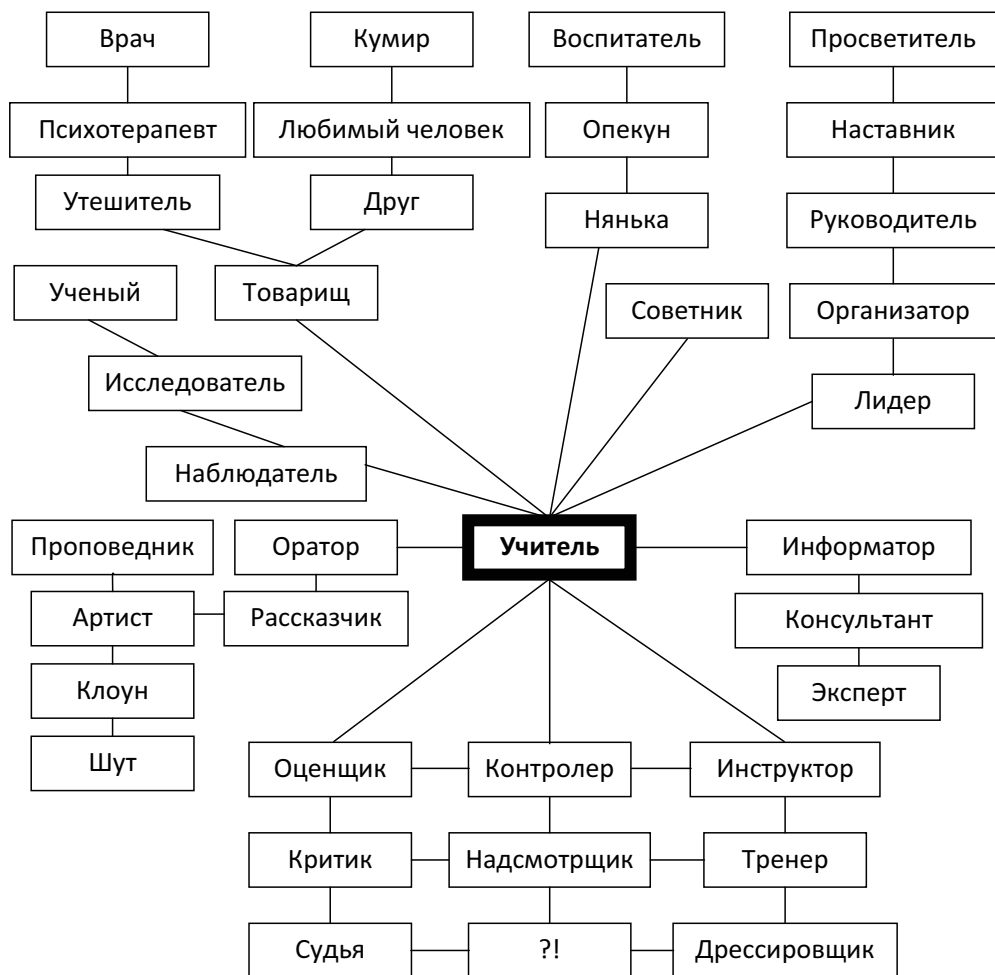 Врач
Кумир
Воспитатель
Просветитель
Психотерапевт
Любимый человек
Опекун
Наставник
Утешитель
Друг
Нянька
Руководитель
Ученый
Товарищ
Советник
Организатор
Исследователь
Лидер
Наблюдатель
Проповедник
Оратор
Учитель
Информатор
Артист
Рассказчик
Консультант
Клоун
Эксперт
Шут
Оценщик
Контролер
Инструктор
Критик
Надсмотрщик
Тренер
Судья
?!
Дрессировщик